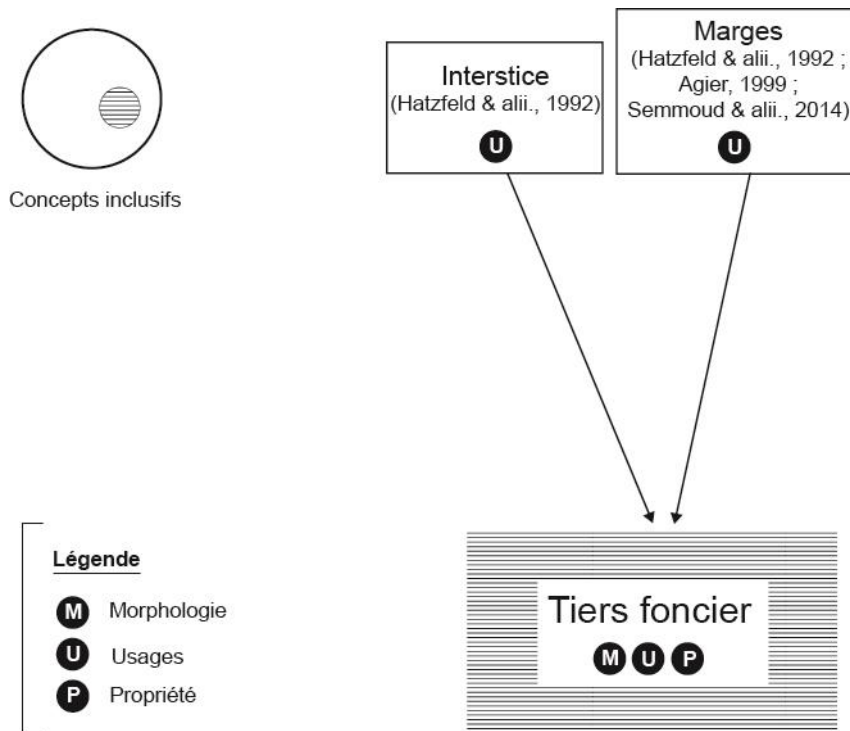 Concepts inclusifs
Interstice
(Hatzfeld & alii., 1992)
U
Marges
(Hatzfeld & alii., 1992 ;
Agier, 1999 ;
Semmoud & alii., 2014)
U
Légende
M Morphologie
U Usages
P Propriété
Tiers foncier
M U P